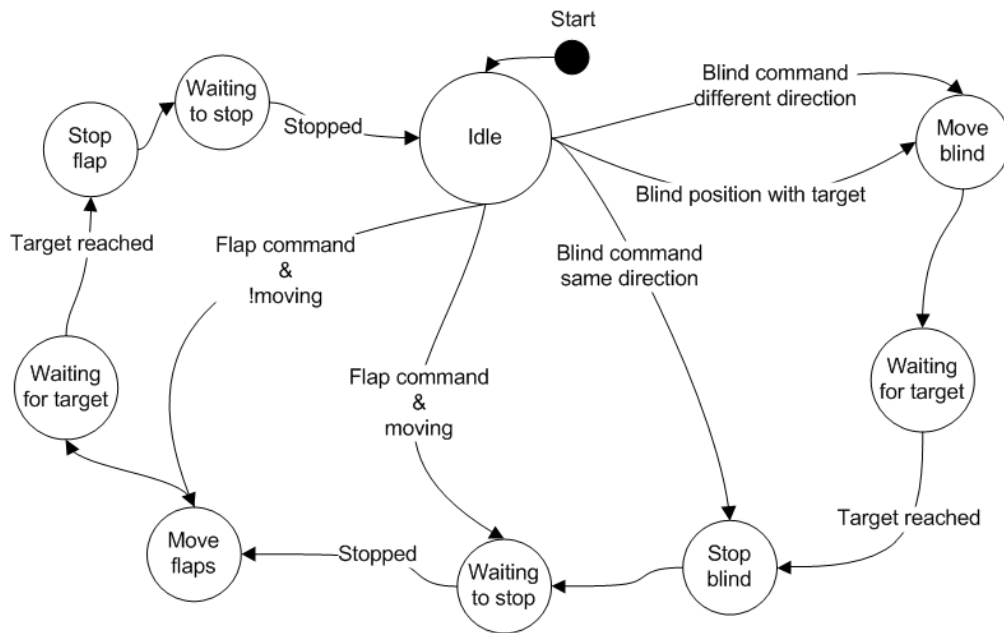 Start
Waiting
to stop
Stopped
Idle
Blind command
different direction
Stop
flap
Move
blind
Blind position with target
Target reached
Flap command
&
!moving
Blind command
same direction
Waiting
for target
Flap command
&
moving
Waiting
for target
Target reached
Move
flaps
Stopped
Waiting
to stop
Stop
blind